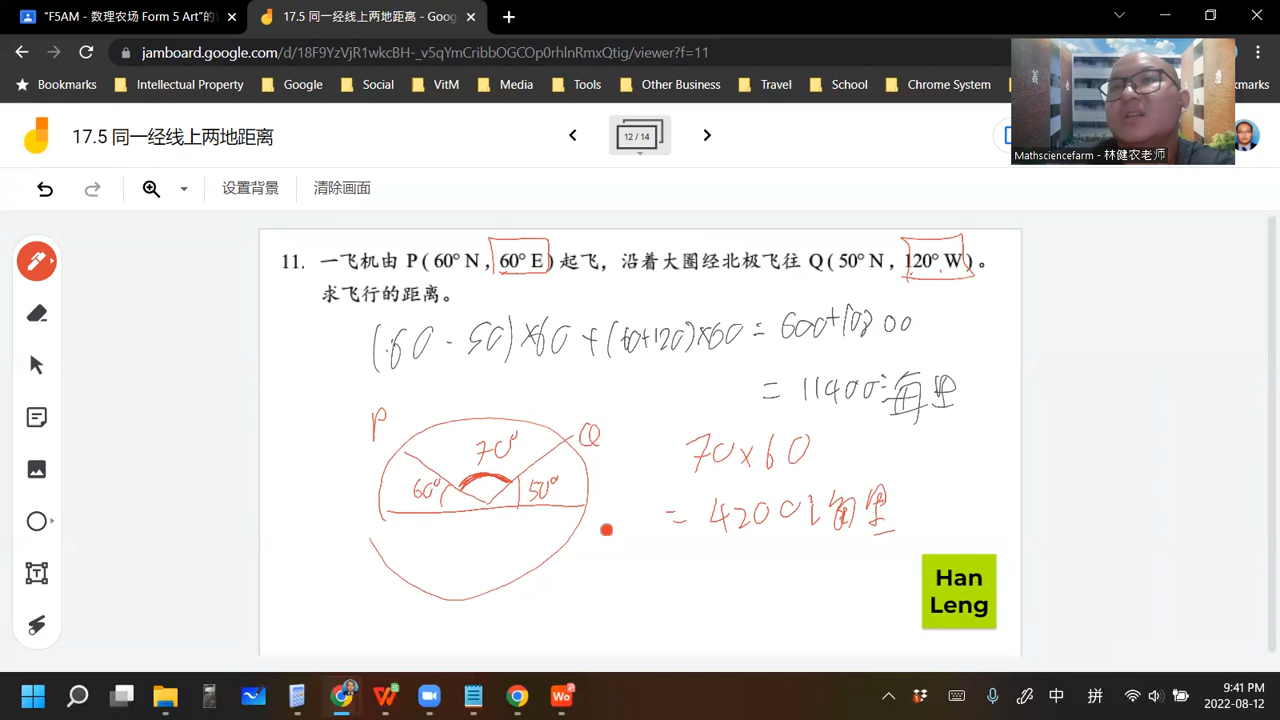 "F5AM - 数理农场 Form 5 Art"的
17.5 同一经线上两地距离 - Goog
jamboard.google.com/d/18F9YzVjR1wkcBH_v5qYmCribbOGCOp0rhlnRmxQtig/viewer?f=11
Bookmarks Intellectual Property Google Social VitM Media Tools Other Business Travel School Chrome System Bookmarks
17.5 同一经线上两地距离
12 / 14
Mathsciencefarm - 林健农老师
设置背景 清除画面
11. 一飞机由 P ( 60° N , 60° E ) 起飞，沿着大圈经北极飞往 Q ( 50° N , 120° W ) 。
求飞行的距离。
(60 - 50)×60 + (60+120)×60 = 600+10800
= 11400海里
P
Q
70°
60°
50°
70×60
= 4200海里
Han
Leng
中 拼
9:41 PM
2022-08-12